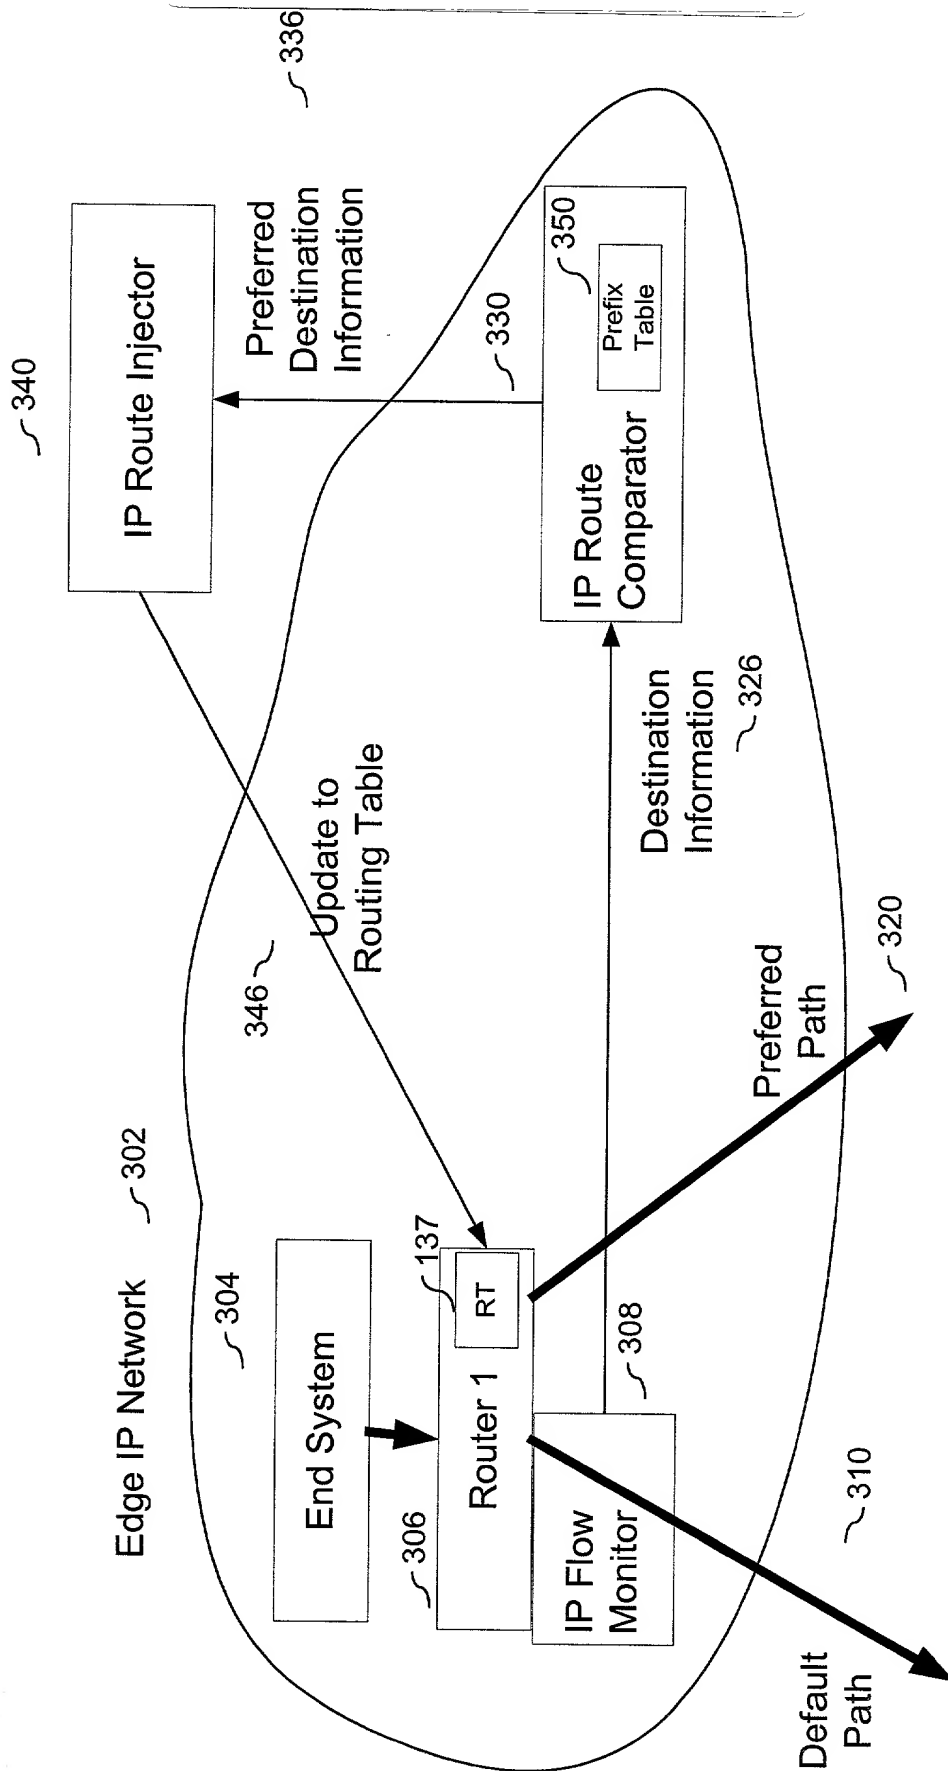 Edge IP Network
302
304
End System
306
Router 1
RT
137
IP Flow
Monitor
308
Default
Path
310
Preferred
Path
320
346
Update to
Routing Table
Destination
Information
326
IP Route
Comparator
Prefix
Table
350
330
340
IP Route Injector
Preferred
Destination
Information
336